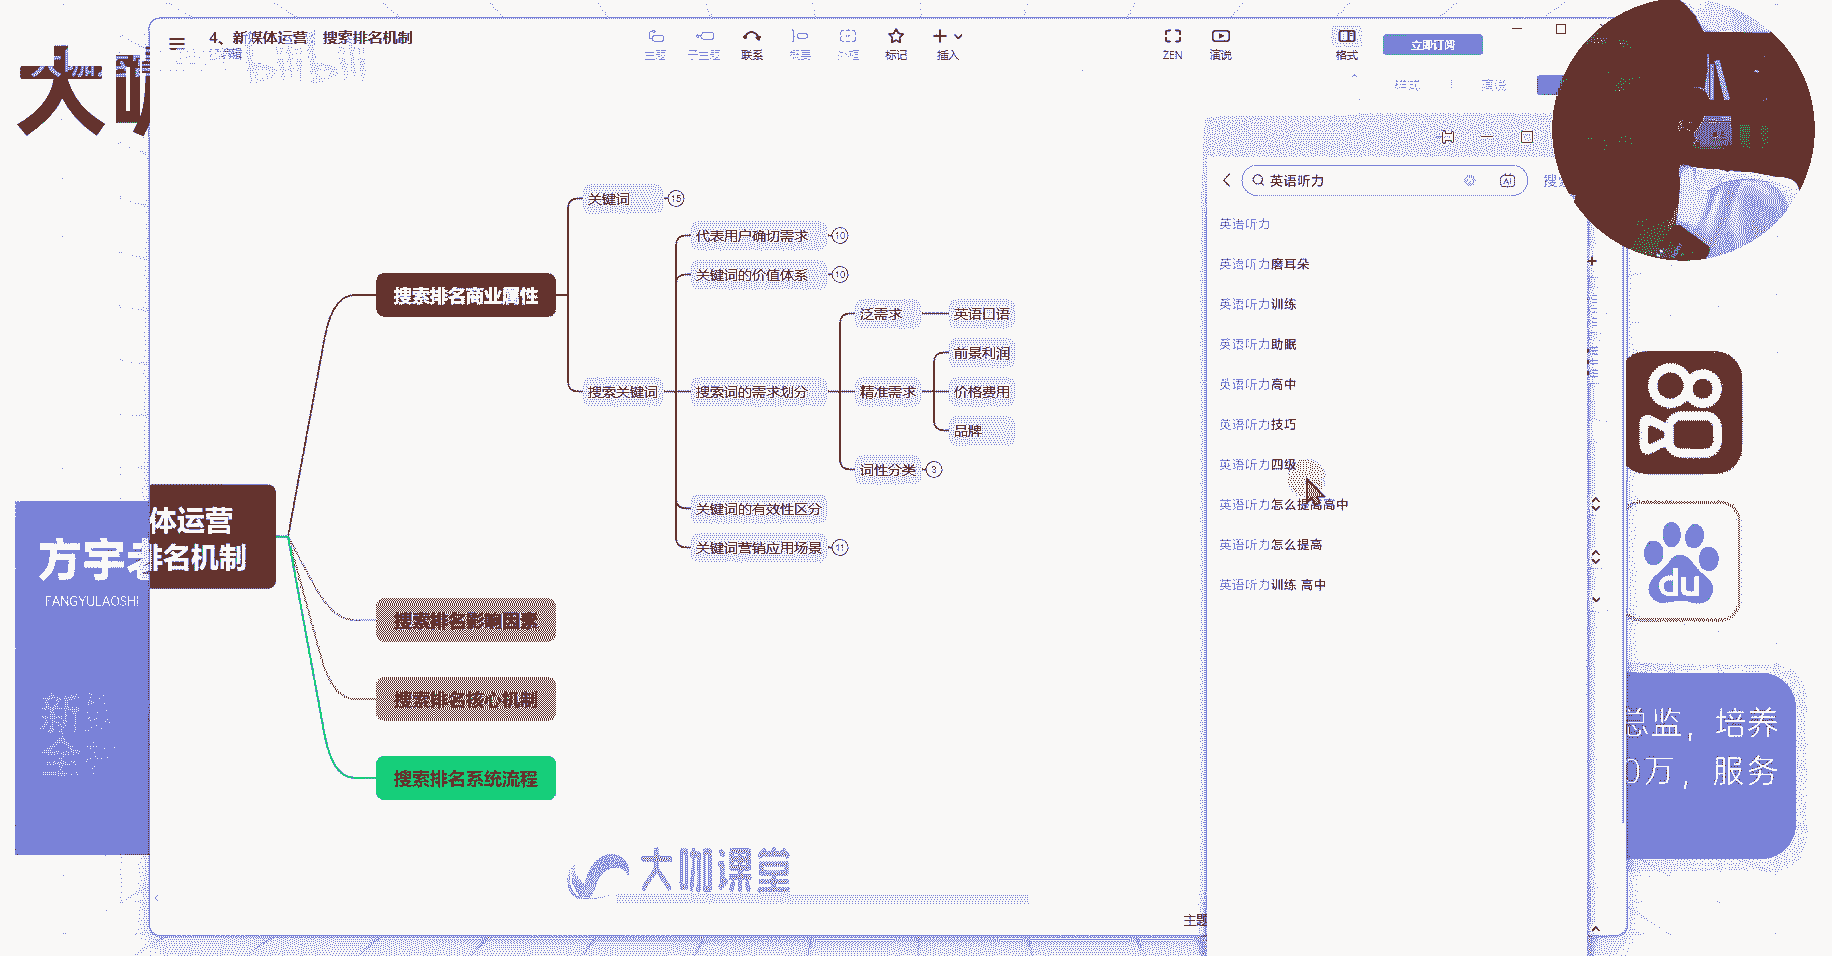 4、新媒体运营 搜索排名机制
已编辑
bilibili
主题
子主题
联系
概要
外框
标记
插入
ZEN
演说
格式
立即订阅
样式
演说
大咖
关键词
15
代表用户确切需求
10
关键词的价值体系
10
搜索排名商业属性
泛需求
英语口语
前景利润
搜索关键词
搜索词的需求划分
精准需求
价格费用
品牌
词性分类
3
关键词的有效性区分
关键词营销应用场景
11
体运营
排名机制
搜索排名影响因素
搜索排名核心机制
搜索排名系统流程
方宇老
FANGYULAOSHI
大咖课堂
主题
英语听力
AI
搜索
英语听力
英语听力磨耳朵
英语听力训练
英语听力助眠
英语听力高中
英语听力技巧
英语听力四级
英语听力怎么提高高中
英语听力怎么提高
英语听力训练 高中
du
总监，培养
0万，服务